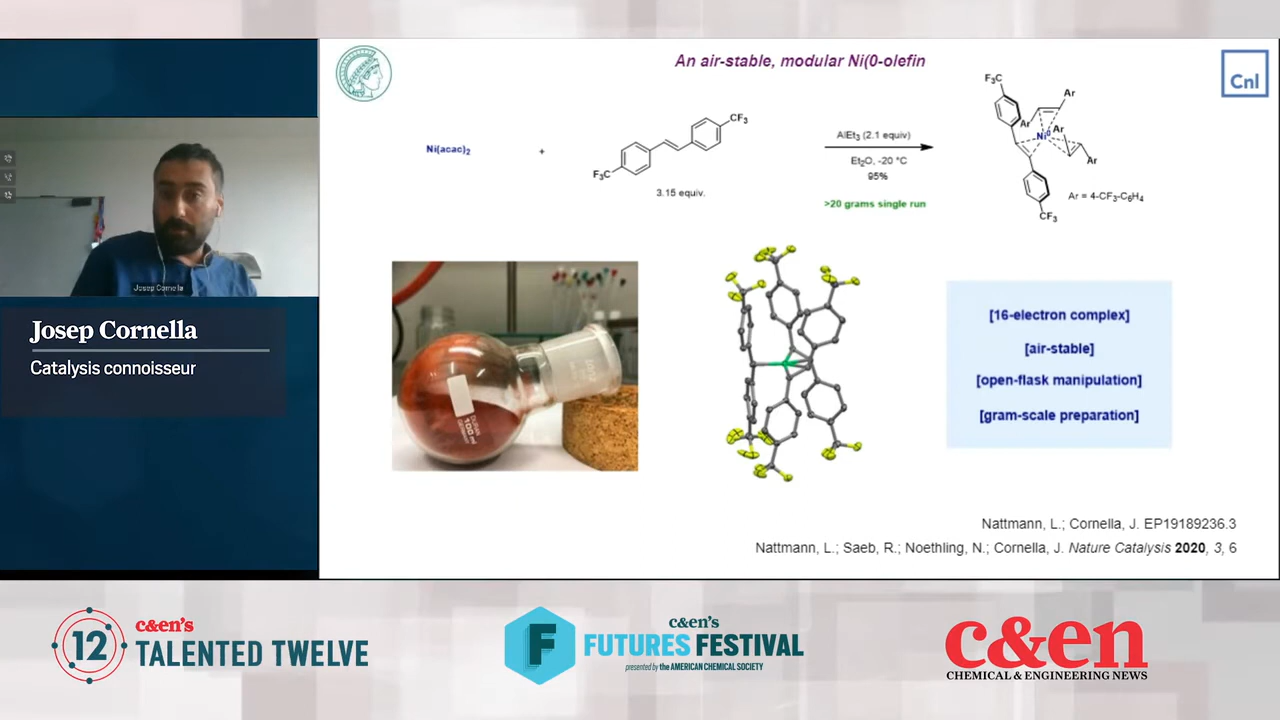 An air-stable, modular Ni(0-olefin
Cnl
Ni(acac)₂
+
F₃C
CF₃
3.15 equiv.
AlEt₃ (2.1 equiv)
Et₂O, -20 °C
95%
>20 grams single run
F₃C
Ar
Ar
Ni⁰
Ar
Ar
CF₃
Ar = 4-CF₃-C₆H₄
100 ml
[16-electron complex]
[air-stable]
[open-flask manipulation]
[gram-scale preparation]
Nattmann, L.; Cornella, J. EP19189236.3
Nattmann, L.; Saeb, R.; Noethling, N.; Cornella, J. Nature Catalysis 2020, 3, 6
Josep Cornella
Josep Cornella
Catalysis connoisseur
12
c&en's
TALENTED TWELVE
F
c&en's
FUTURES FESTIVAL
presented by the AMERICAN CHEMICAL SOCIETY
c&en
CHEMICAL & ENGINEERING NEWS